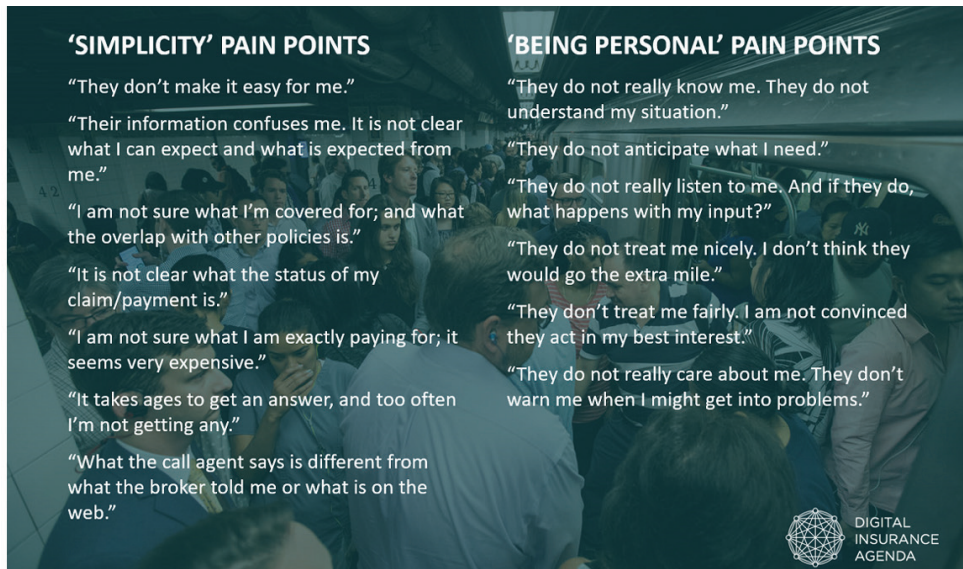 ‘SIMPLICITY’ PAIN POINTS
“They don’t make it easy for me.”
“Their information confuses me. It is not clear
what I can expect and what is expected from
me.”
“I am not sure what I’m covered for; and what
the overlap with other policies is.”
“It is not clear what the status of my
claim/payment is.”
“I am not sure what I am exactly paying for; it
seems very expensive.”
“It takes ages to get an answer, and too often
I’m not getting any.”
“What the call agent says is different from
what the broker told me or what is on the
web.”
‘BEING PERSONAL’ PAIN POINTS
“They do not really know me. They do not
understand my situation.”
“They do not anticipate what I need.”
“They do not really listen to me. And if they do,
what happens with my input?”
“They do not treat me nicely. I don’t think they
would go the extra mile.”
“They don’t treat me fairly. I am not convinced
they act in my best interest.”
“They do not really care about me. They don’t
warn me when I might get into problems.”
DIGITAL
INSURANCE
AGENDA